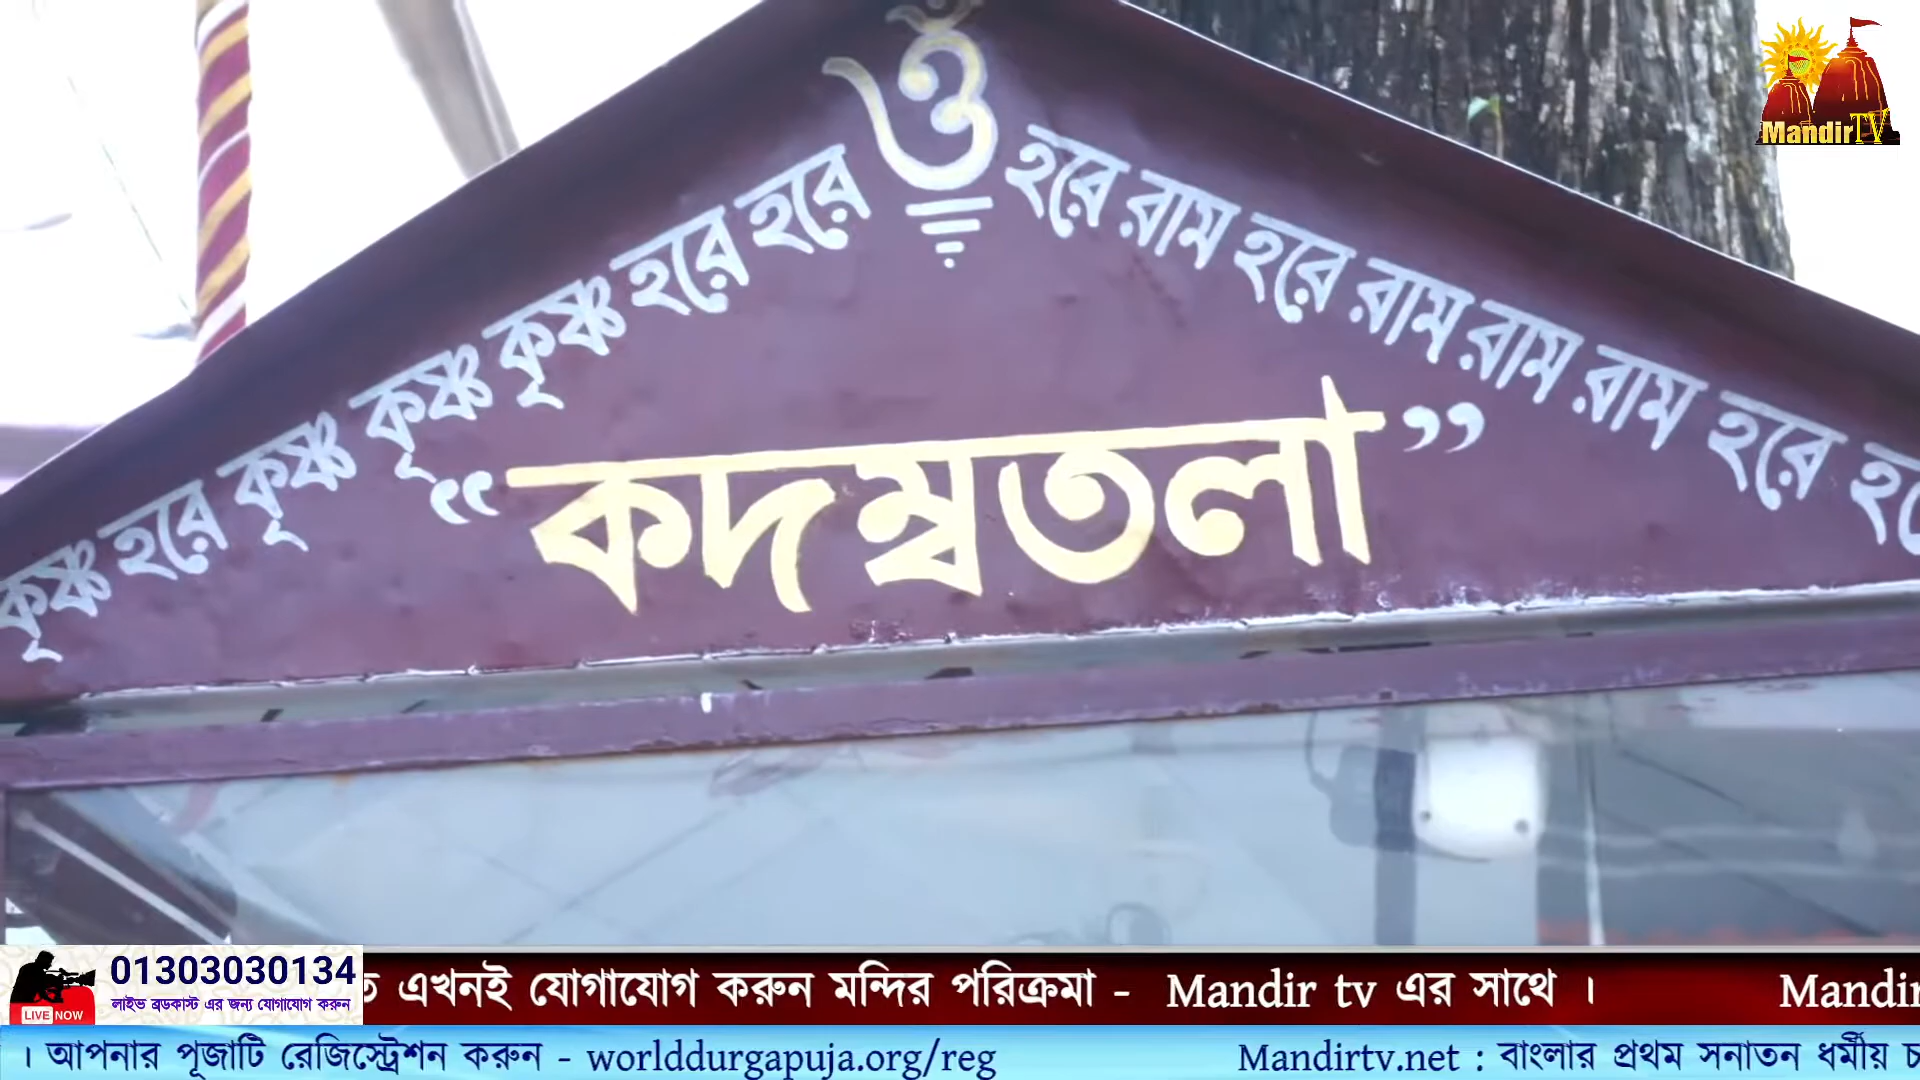 ওঁ
কৃষ্ণ হরে কৃষ্ণ কৃষ্ণ কৃষ্ণ হরে হরে
হরে রাম হরে রাম রাম রাম হরে
“কদম্বতলা”
MandirTV
01303030134
লাইভ ব্রডকাস্ট এর জন্য যোগাযোগ করুন
LIVE NOW
এখনই যোগাযোগ করুন মন্দির পরিক্রমা - Mandir tv এর সাথে ।
। আপনার পূজাটি রেজিস্ট্রেশন করুন - worlddurgapuja.org/reg
Mandirtv.net : বাংলার প্রথম সনাতন ধর্মীয়